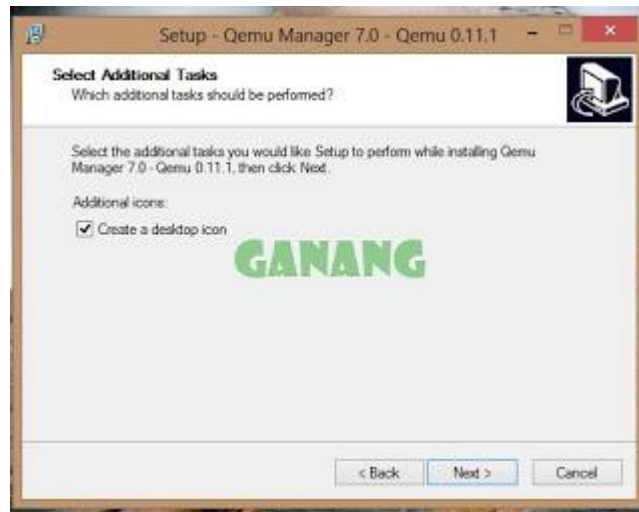 Setup - Qemu Manager 7.0 - Qemu 0.11.1
Select Additional Tasks
Which additional tasks should be performed?
Select the additional tasks you would like Setup to perform while installing Qemu
Manager 7.0 - Qemu 0.11.1, then click Next.
Additional icons:
Create a desktop icon
GANANG
< Back Next > Cancel